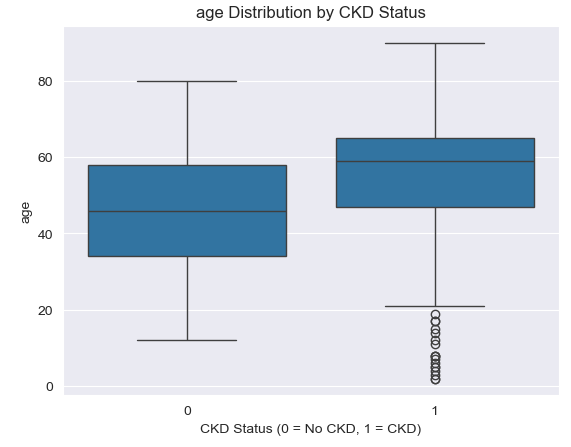 age Distribution by CKD Status
80
60
40
20
0
age
0 1
CKD Status (0 = No CKD, 1 = CKD)